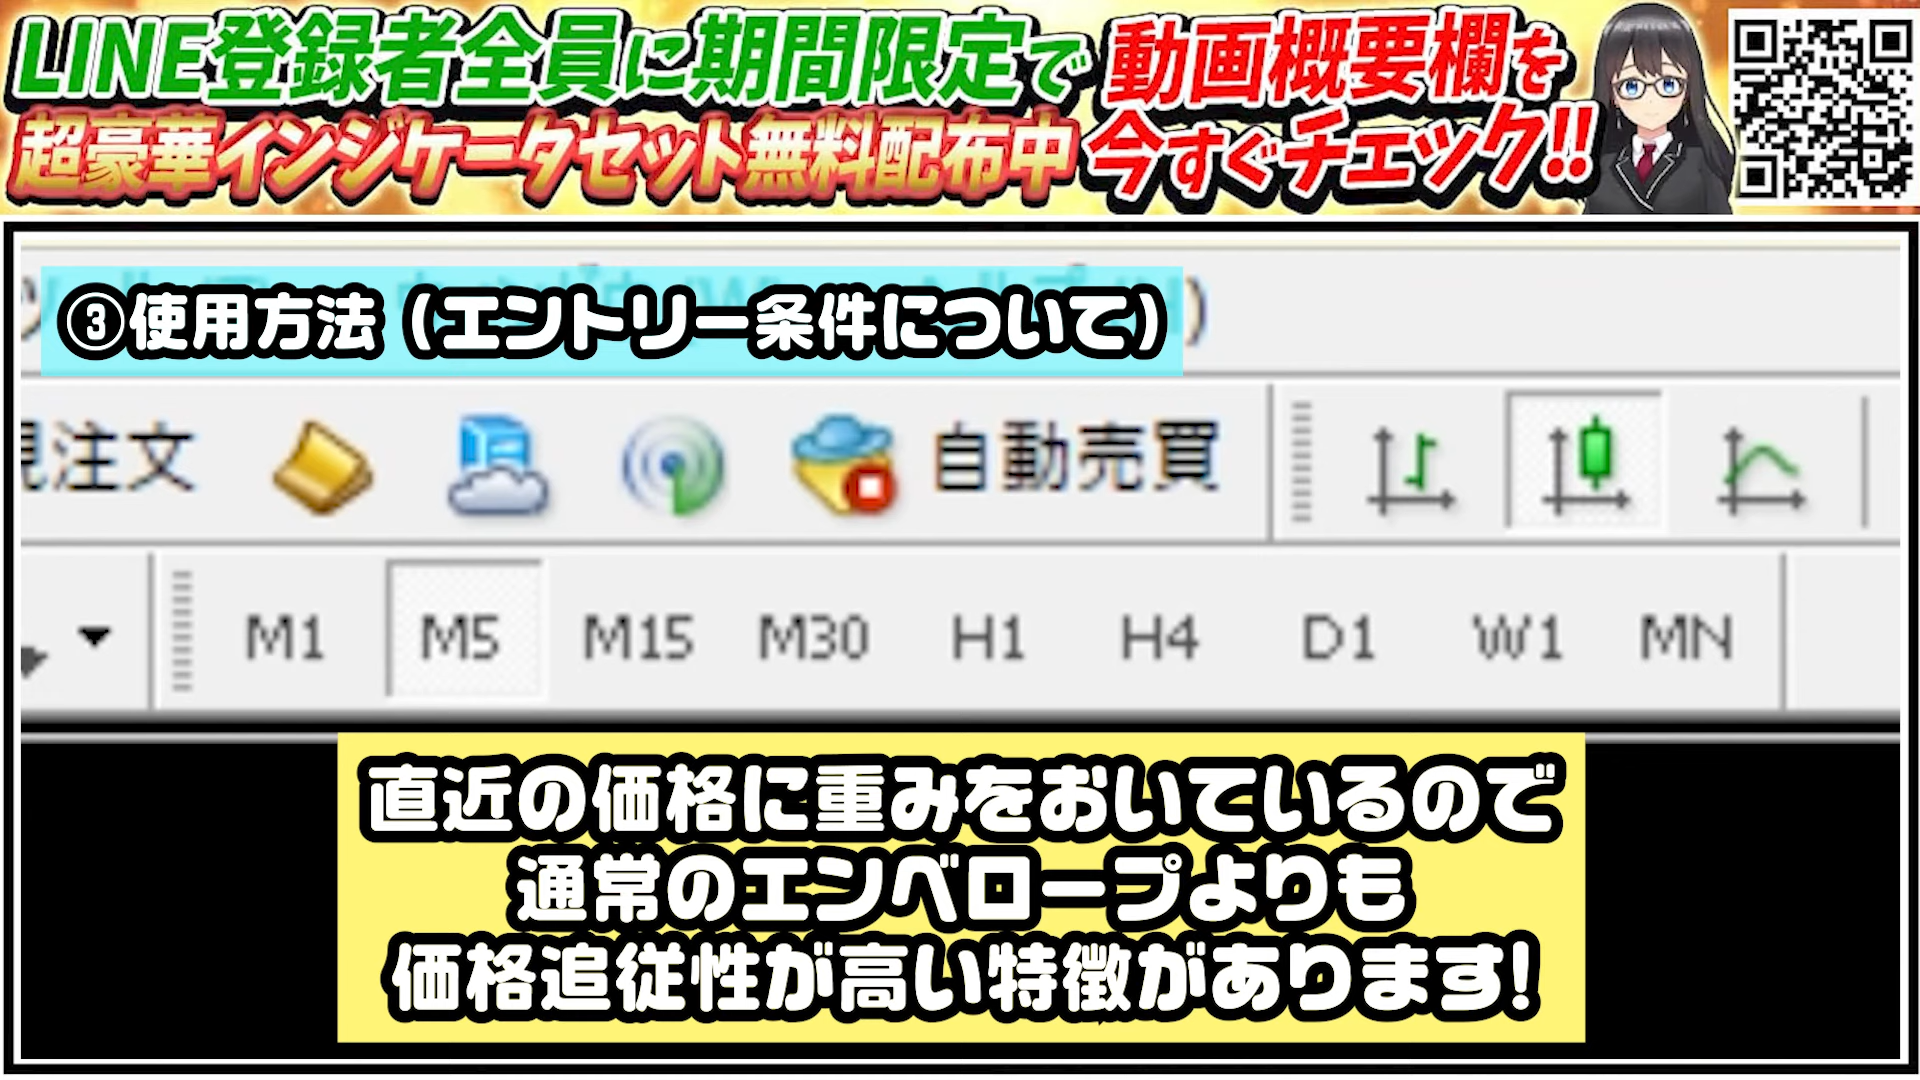 LINE登録者全員に期間限定で
超豪華インジケータセット無料配布中
動画概要欄を
今すぐチェック!!
③使用方法（エントリー条件について）
注文
自動売買
M1 M5 M15 M30 H1 H4 D1 W1 MN
直近の価格に重みをおいているので
通常のエンベロープよりも
価格追従性が高い特徴があります!